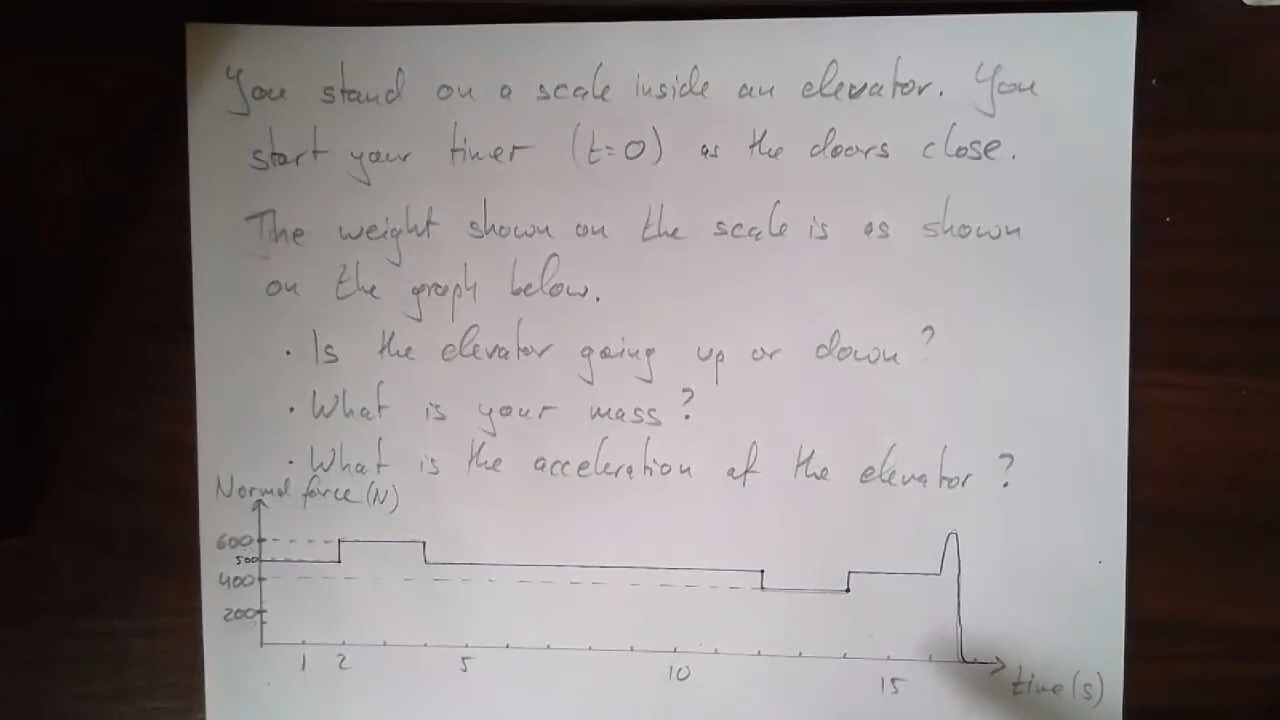 You stand on a scale inside an elevator. You
start your timer (t=0) as the doors close.
The weight shown on the scale is as shown
on the graph below.
· Is the elevator going up or down?
· What is your mass?
· What is the acceleration of the elevator?
Normal force (N)
600
500
400
200
1 2 5 10 15 time (s)